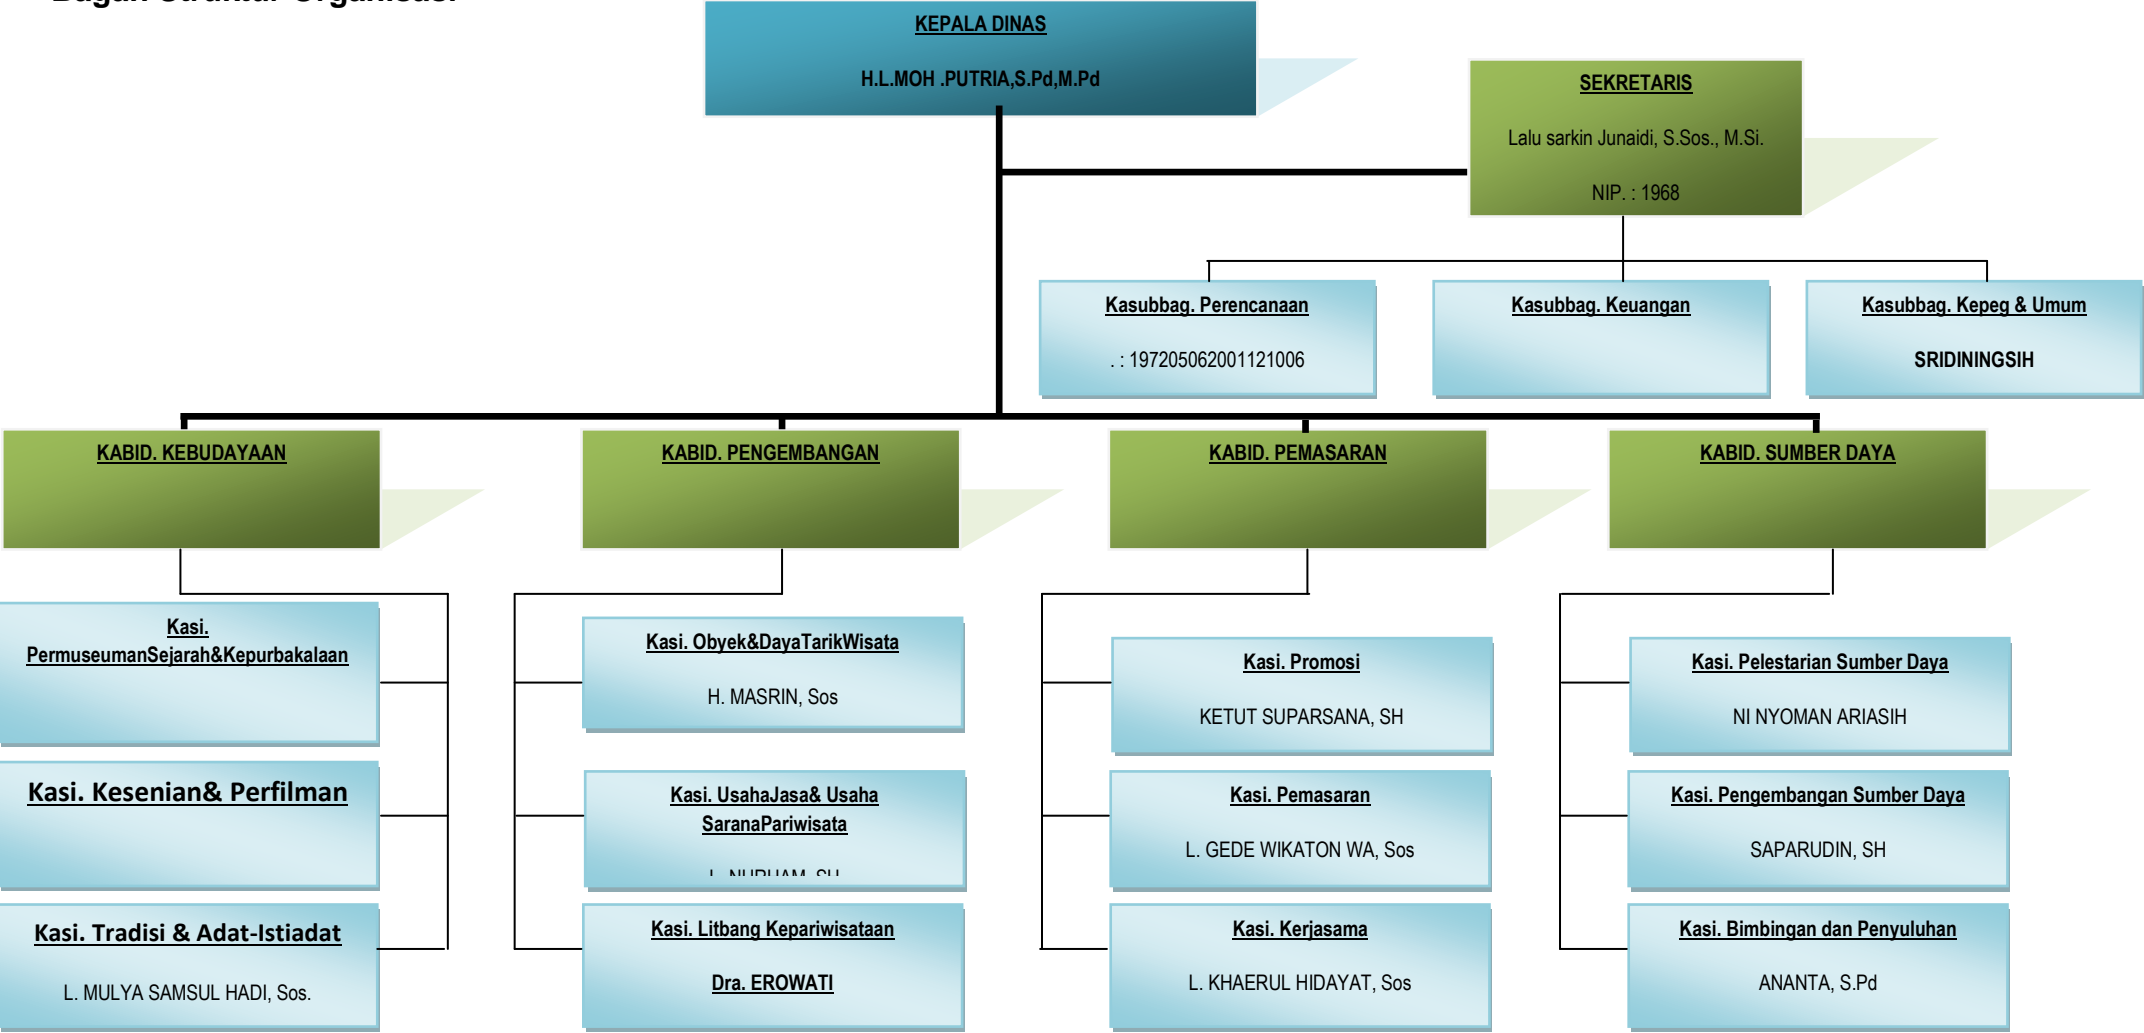 Bagan Struktur Organisasi
KEPALA DINAS
H.L.MOH .PUTRIA,S.Pd,M.Pd
SEKRETARIS
Lalu sarkin Junaidi, S.Sos., M.Si.
NIP. : 1968
Kasubbag. Perencanaan
. : 197205062001121006
Kasubbag. Keuangan
Kasubbag. Kepeg & Umum
SRIDININGSIH
KABID. KEBUDAYAAN
KABID. PENGEMBANGAN
KABID. PEMASARAN
KABID. SUMBER DAYA
Kasi.
PermuseumanSejarah&Kepurbakalaan
Kasi. Kesenian& Perfilman
Kasi. Tradisi & Adat-Istiadat
L. MULYA SAMSUL HADI, Sos.
Kasi. Obyek&DayaTarikWisata
H. MASRIN, Sos
Kasi. UsahaJasa& Usaha
SaranaPariwisata
Kasi. Litbang Kepariwisataan
Dra. EROWATI
Kasi. Promosi
KETUT SUPARSANA, SH
Kasi. Pemasaran
L. GEDE WIKATON WA, Sos
Kasi. Kerjasama
L. KHAERUL HIDAYAT, Sos
Kasi. Pelestarian Sumber Daya
NI NYOMAN ARIASIH
Kasi. Pengembangan Sumber Daya
SAPARUDIN, SH
Kasi. Bimbingan dan Penyuluhan
ANANTA, S.Pd